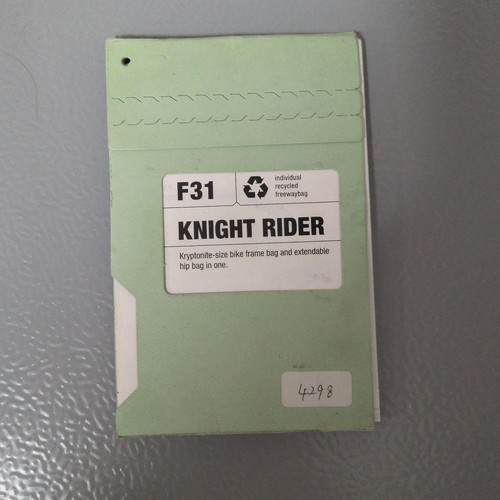 F31
individual
recycled
freewaybag
KNIGHT RIDER
Kryptonite-size bike frame bag and extendable
hip bag in one.
4298